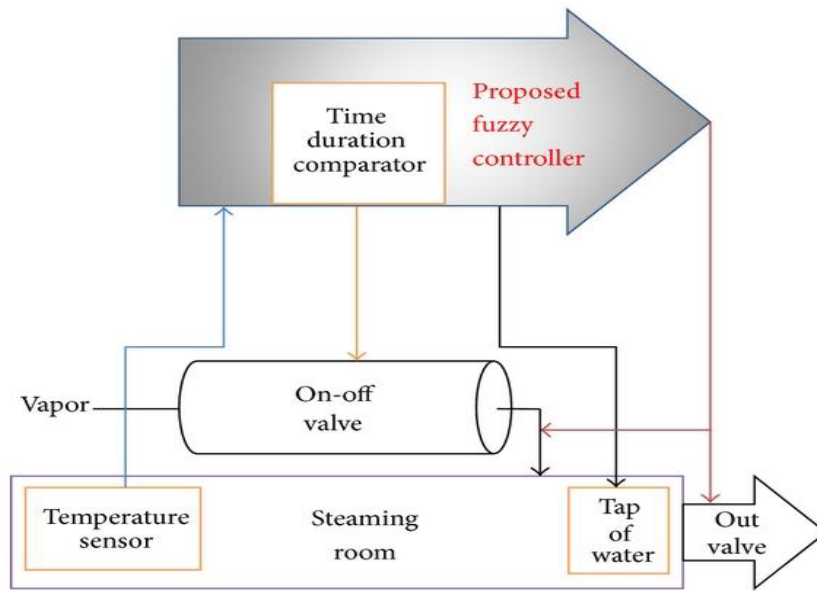 Time
duration
comparator
Proposed
fuzzy
controller
Vapor
On-off
valve
Temperature
sensor
Steaming
room
Tap
of
water
Out
valve